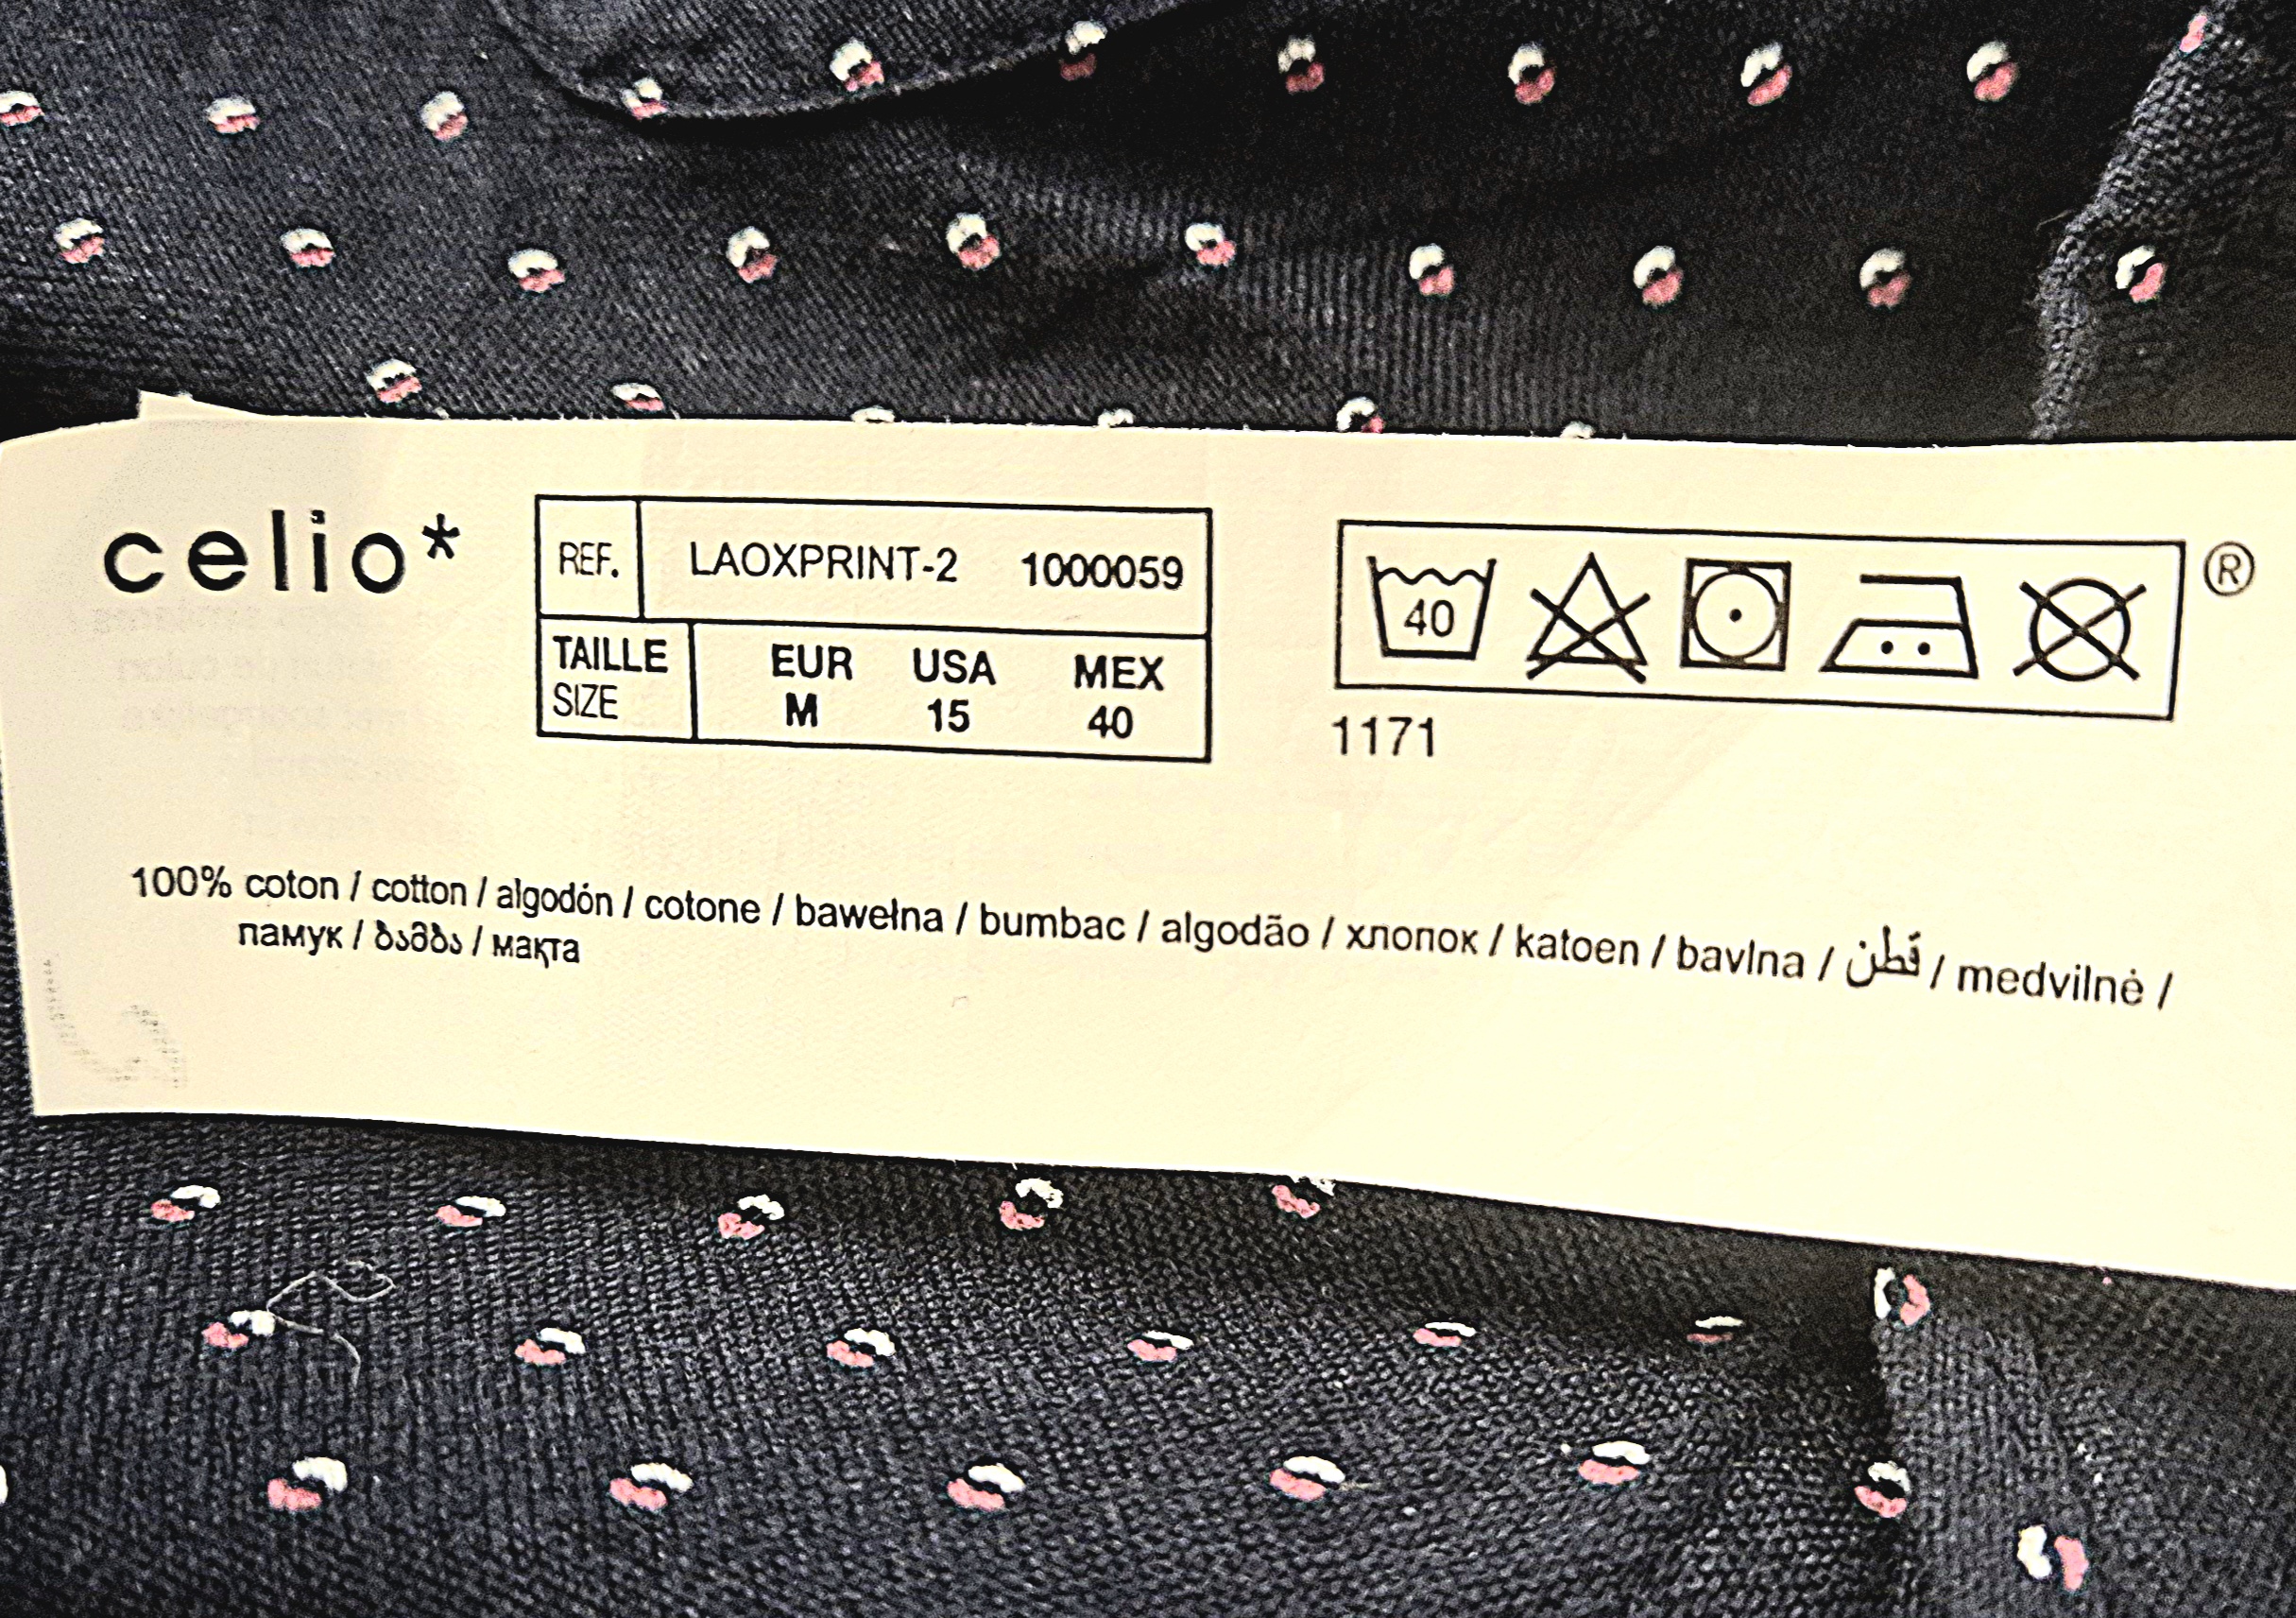 celio*
REF. LAOXPRINT-2 1000059
TAILLE EUR USA MEX
SIZE M 15 40
40
®
1171
100% coton / cotton / algodón / cotone / bawełna / bumbac / algodão / хлопок / katoen / bavlna / قطن / medvilnė /
памук / ბამბა / мақта